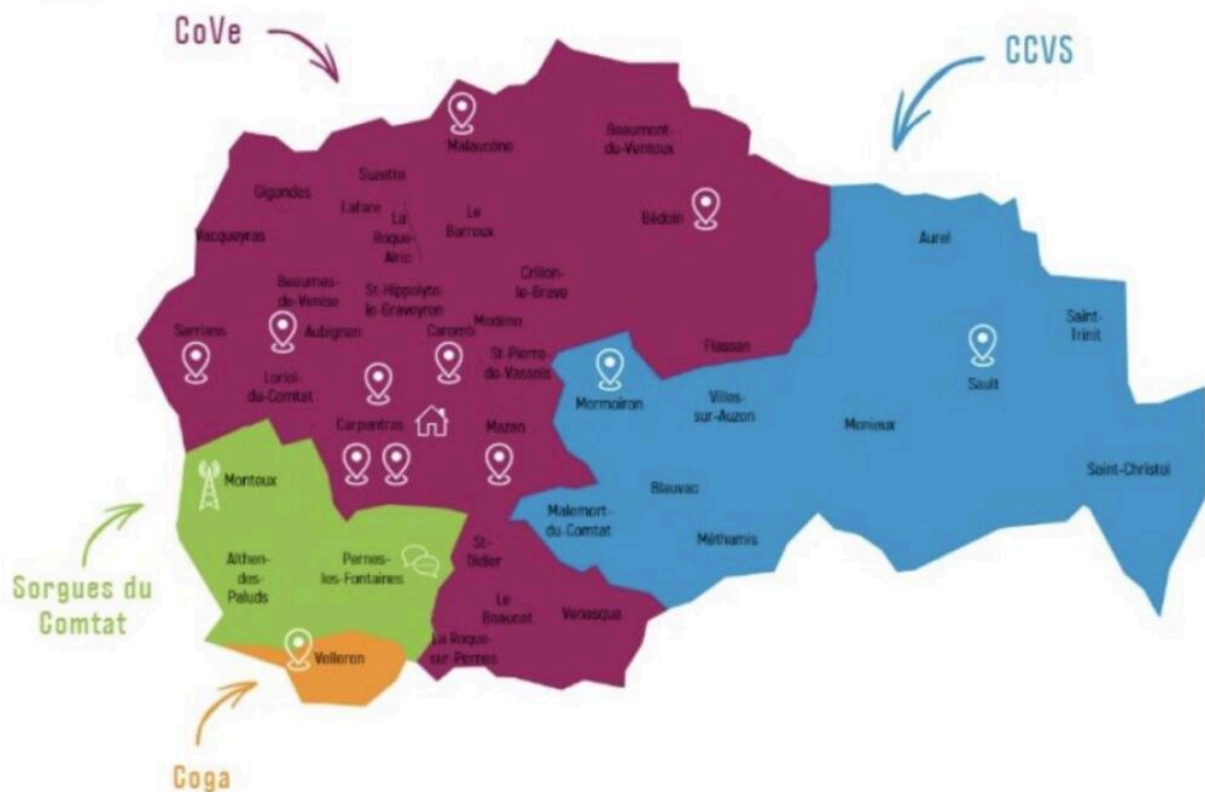 CoVe
CCVS
Malaucène
Beaumont-
du-Ventoux
Suzette
Gigondas
Lafare
La
Roque-
Alric
Le
Barroux
Bédoin
Vacqueyras
Aurel
Crillon-
le-Brave
Beaumes-
de-Venise
St-Hippolyte-
le-Graveyron
Sarrians
Aubignan
Caromb
Modène
Saint-
Trinit
St-Pierre-
de-Vassols
Flassan
Loriol-
du-Comtat
Mormoiron
Villes-
sur-Auzon
Sault
Carpentras
Mazan
Monieux
Monteux
Saint-Christol
Blauvac
Malemort-
du-Comtat
Méthamis
Althen-
des-
Paluds
Pernes-
les-Fontaines
St-
Didier
Sorgues du
Comtat
Le
Beaucet
Venasque
La Roque-
sur-Pernes
Velleron
Coga